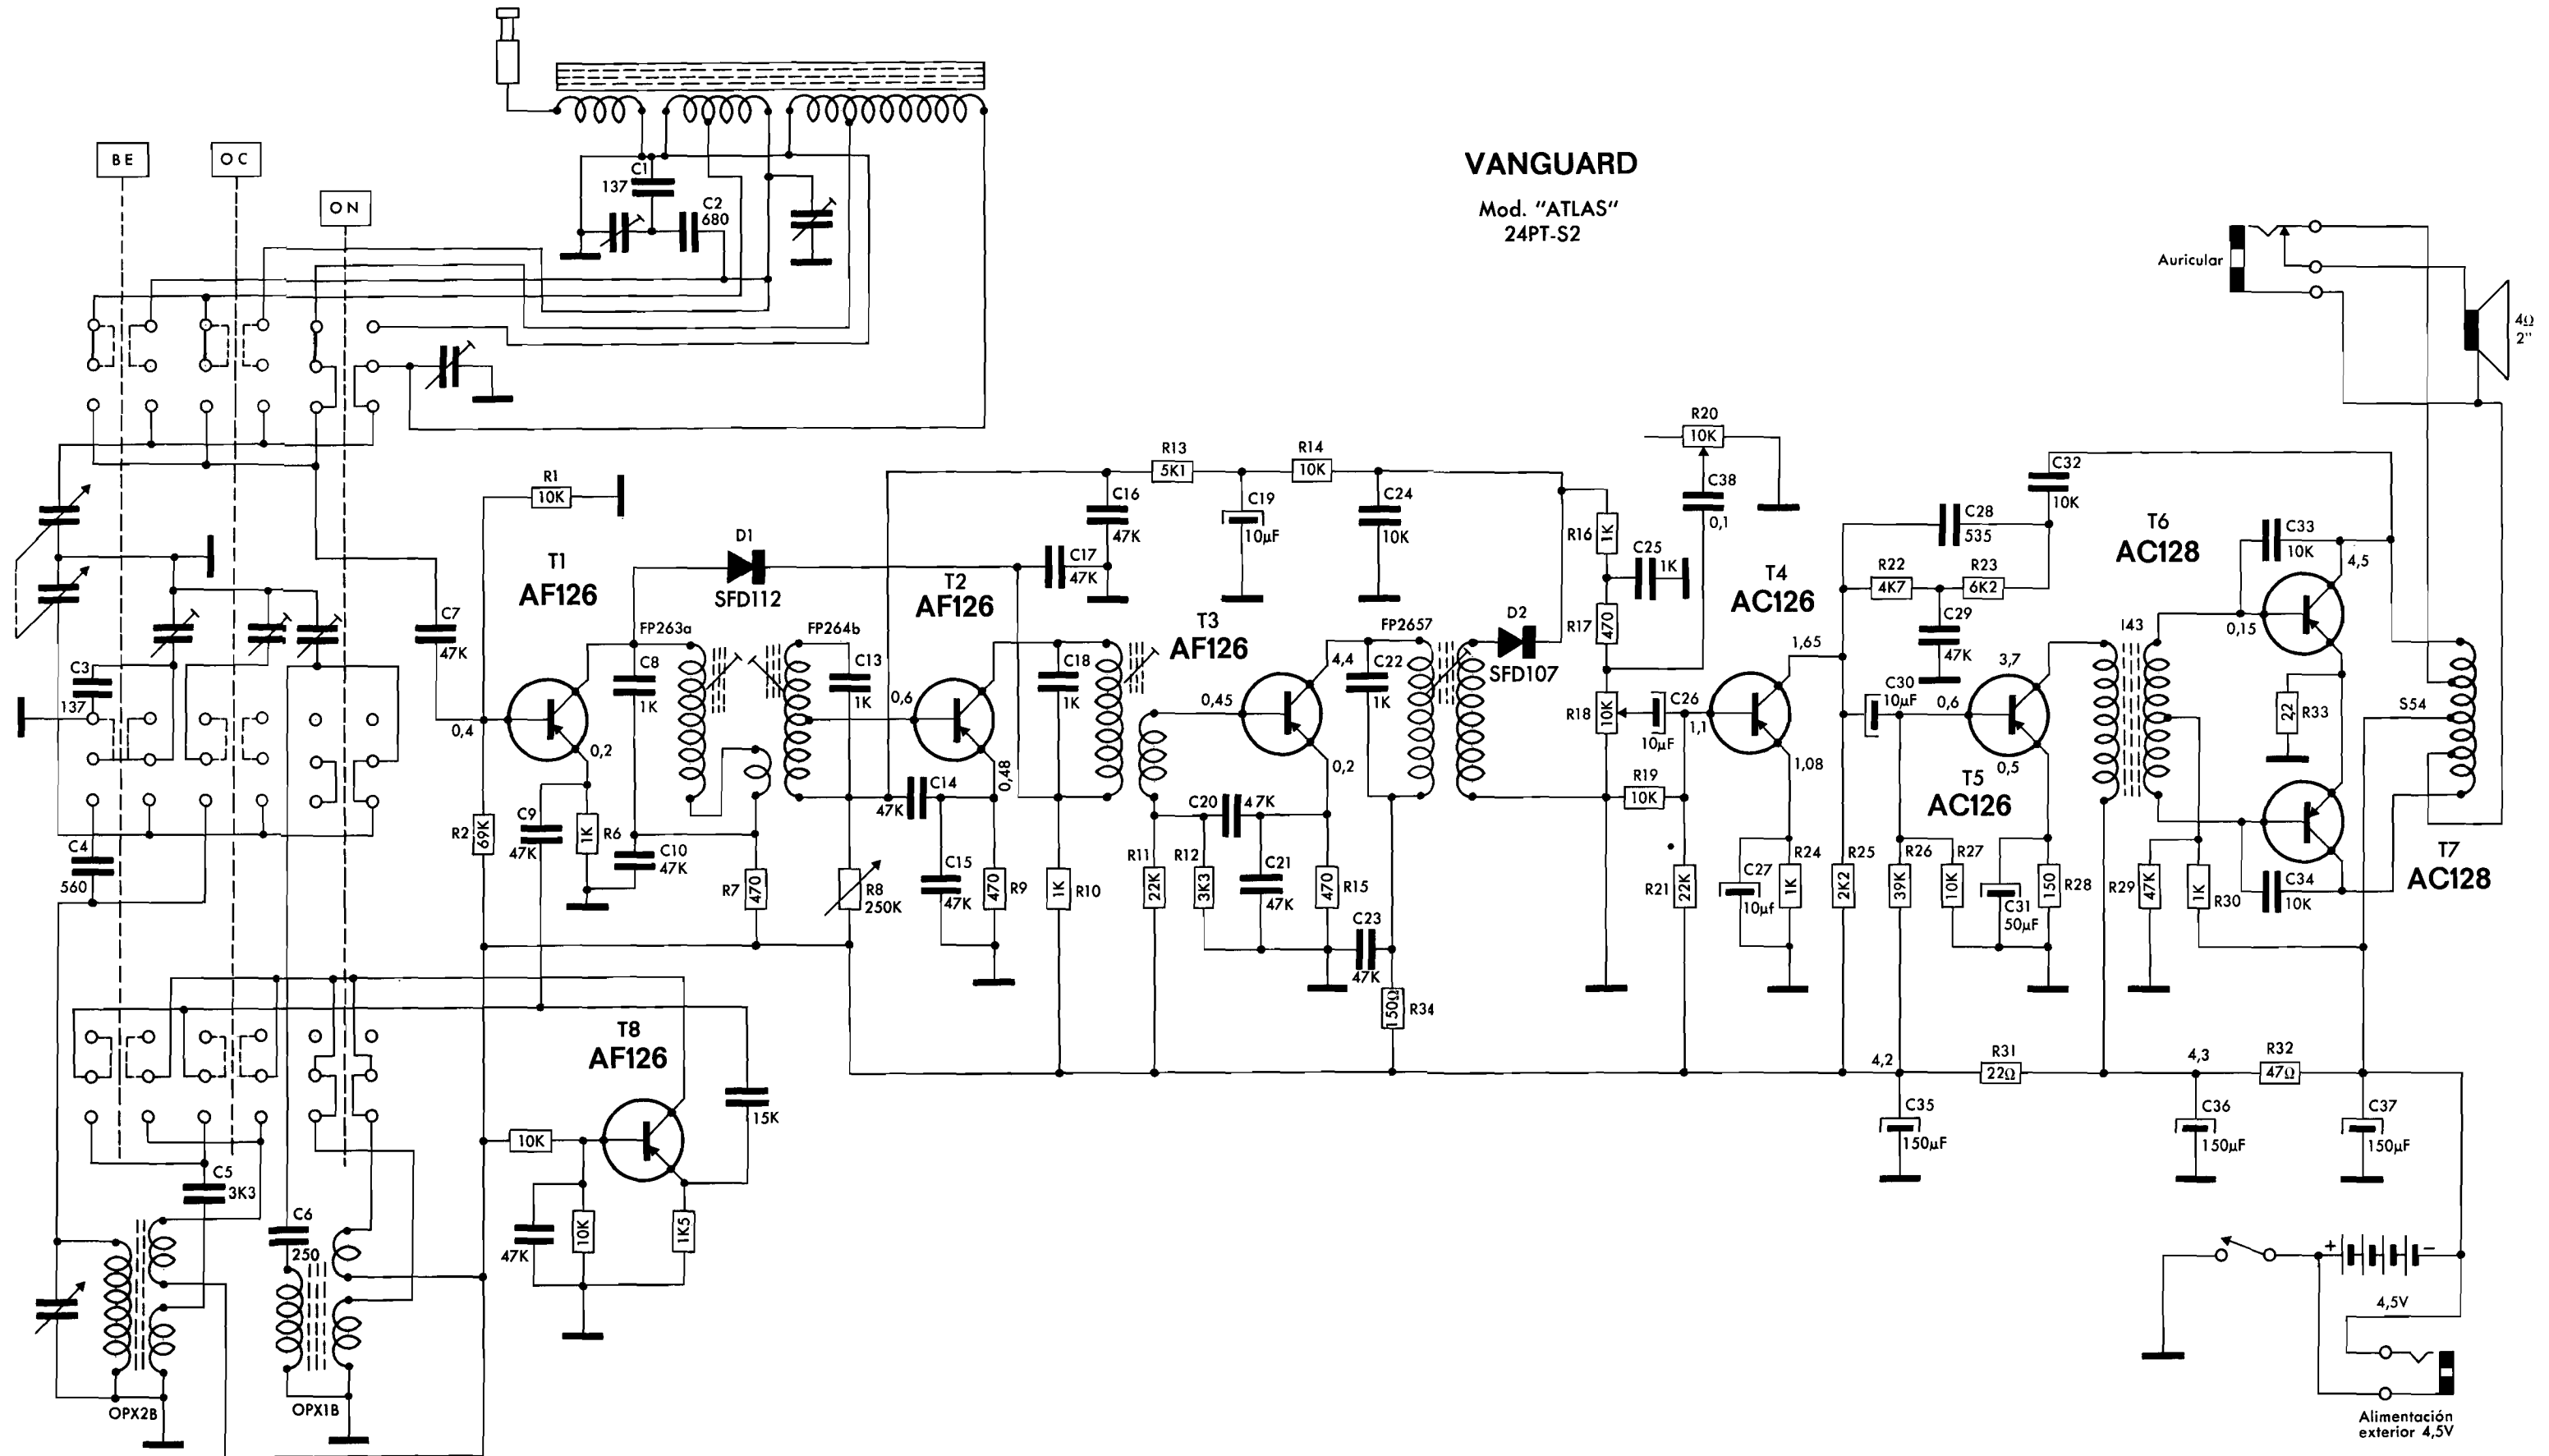 VANGUARD
Mod. "ATLAS"
24PT-S2
BE
OC
ON
C1
137
C2
680
Auricular
4Ω
2"
R1
10K
T1
AF126
D1
SFD112
C7
47K
C3
137
0,4
0,2
FP263a
FP264b
C8
1K
C13
1K
C9
47K
R6
1K
C10
47K
R2
69K
R7
470
R8
250K
C4
560
C14
47K
C15
47K
R9
470
0,6
0,48
T2
AF126
C16
47K
C17
47K
R13
5K1
R14
10K
C19
10µF
C24
10K
C18
1K
R10
1K
T3
AF126
0,45
4,4
0,2
C20
47K
R11
22K
R12
3K3
C21
47K
R15
470
C23
47K
R34
150Ω
FP2657
C22
1K
D2
SFD107
R16
1K
C25
1K
R17
470
R18
10K
R20
10K
C38
0,1
C26
10µF
1,1
R19
10K
R21
22K
T4
AC126
1,65
1,08
C27
10µf
R24
1K
R25
2K2
R22
4K7
R23
6K2
C28
535
C29
47K
C32
10K
C30
10µF
0,6
3,7
0,5
T5
AC126
R26
39K
R27
10K
C31
50µF
R28
150
I43
R29
47K
R30
1K
T6
AC128
C33
10K
4,5
0,15
R33
22
S54
C34
10K
T7
AC128
4,2
R31
22Ω
4,3
R32
47Ω
C35
150µF
C36
150µF
C37
150µF
T8
AF126
15K
10K
47K
10K
1K5
C5
3K3
C6
250
OPX2B
OPX1B
+
−
4,5V
Alimentación
exterior 4,5V